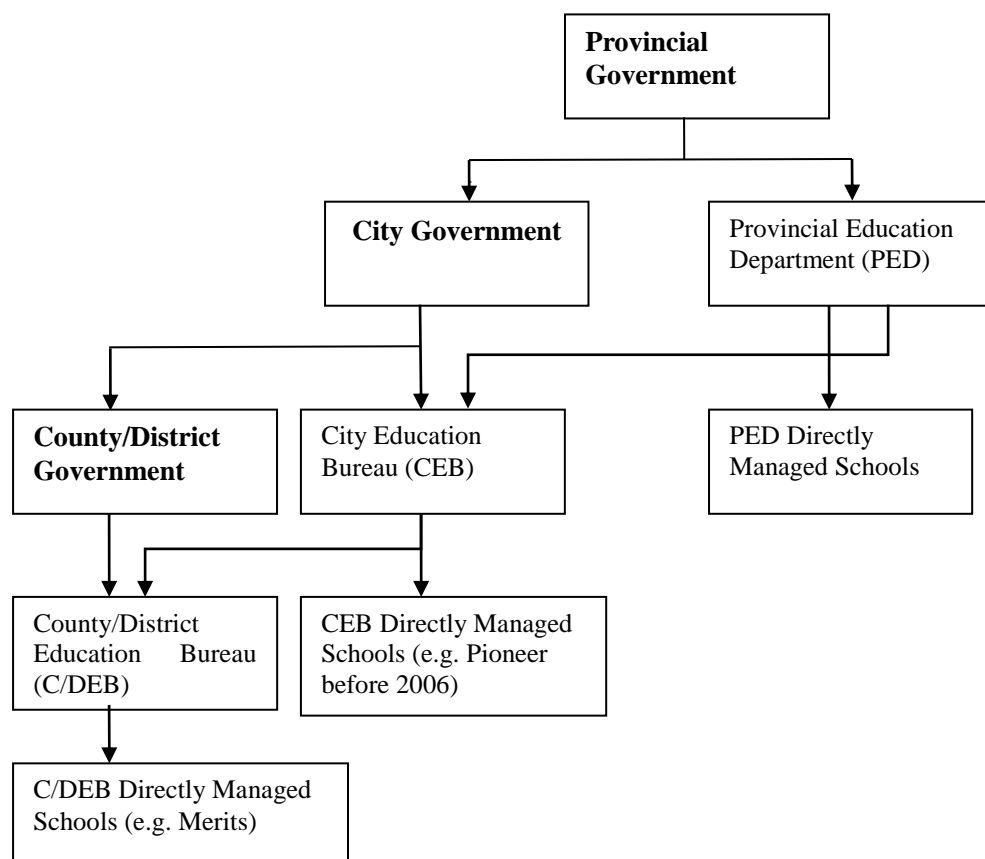 Provincial
Government
City Government
Provincial Education
Department (PED)
County/District
Government
City Education
Bureau (CEB)
PED Directly
Managed Schools
County/District
Education Bureau
(C/DEB)
CEB Directly Managed
Schools (e.g. Pioneer
before 2006)
C/DEB Directly Managed
Schools (e.g. Merits)